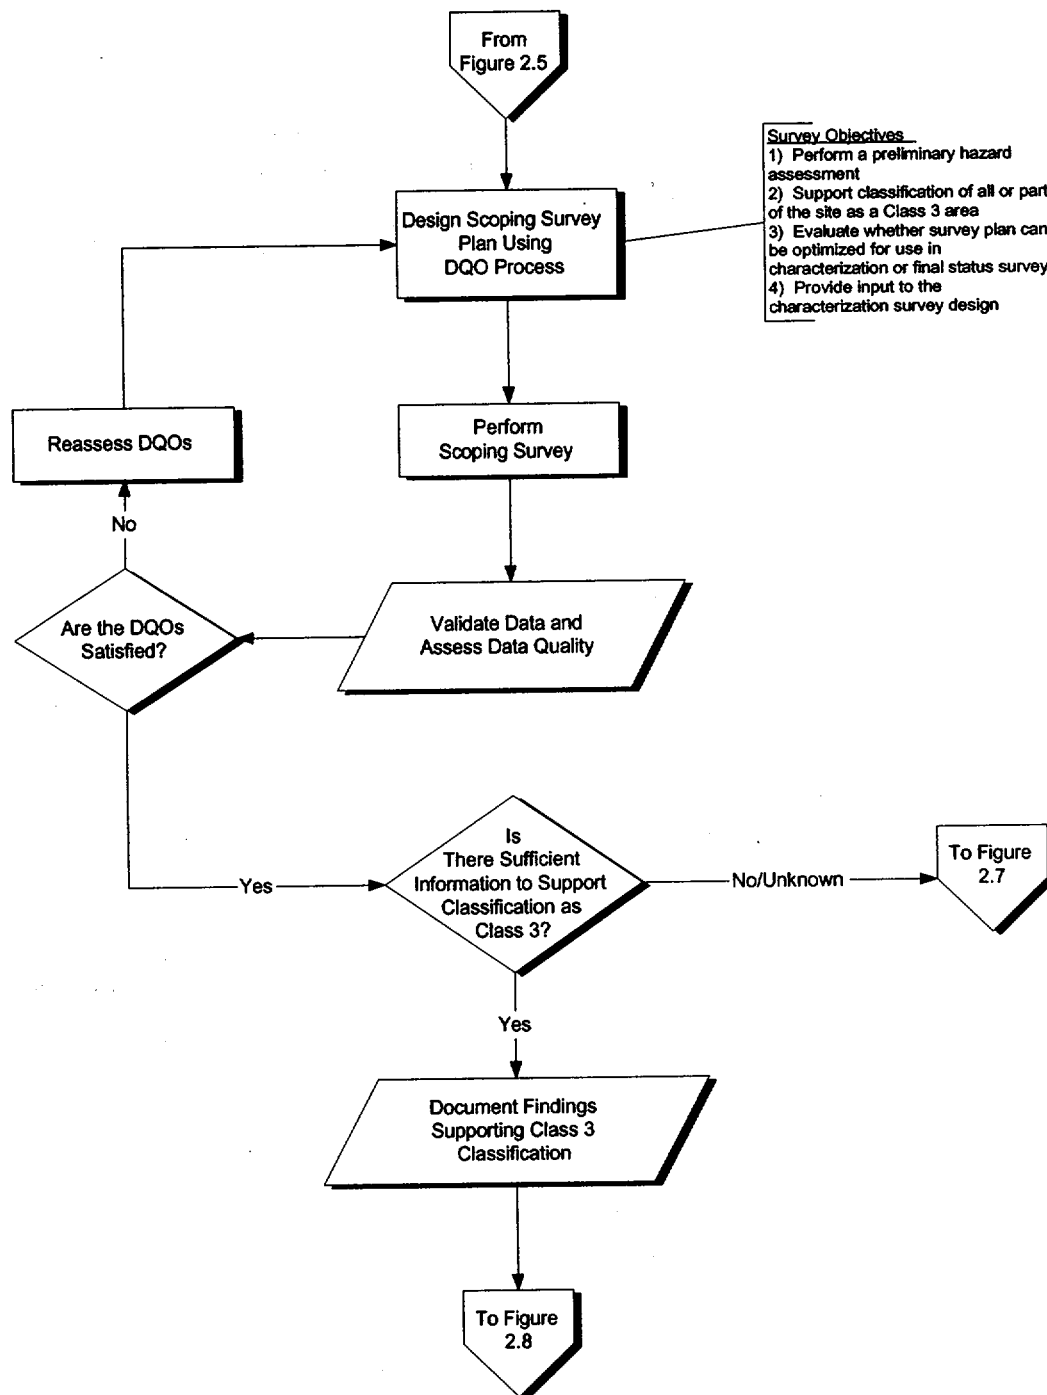 From
Figure 2.5
Survey Objectives
1) Perform a preliminary hazard
assessment
2) Support classification of all or part
of the site as a Class 3 area
3) Evaluate whether survey plan can
be optimized for use in
characterization or final status survey
4) Provide input to the
characterization survey design
Design Scoping Survey
Plan Using
DQO Process
Reassess DQOs
Perform
Scoping Survey
No
Are the DQOs
Satisfied?
Validate Data and
Assess Data Quality
Yes
Is
There Sufficient
Information to Support
Classification as
Class 3?
No/Unknown
To Figure
2.7
Yes
Document Findings
Supporting Class 3
Classification
To Figure
2.8